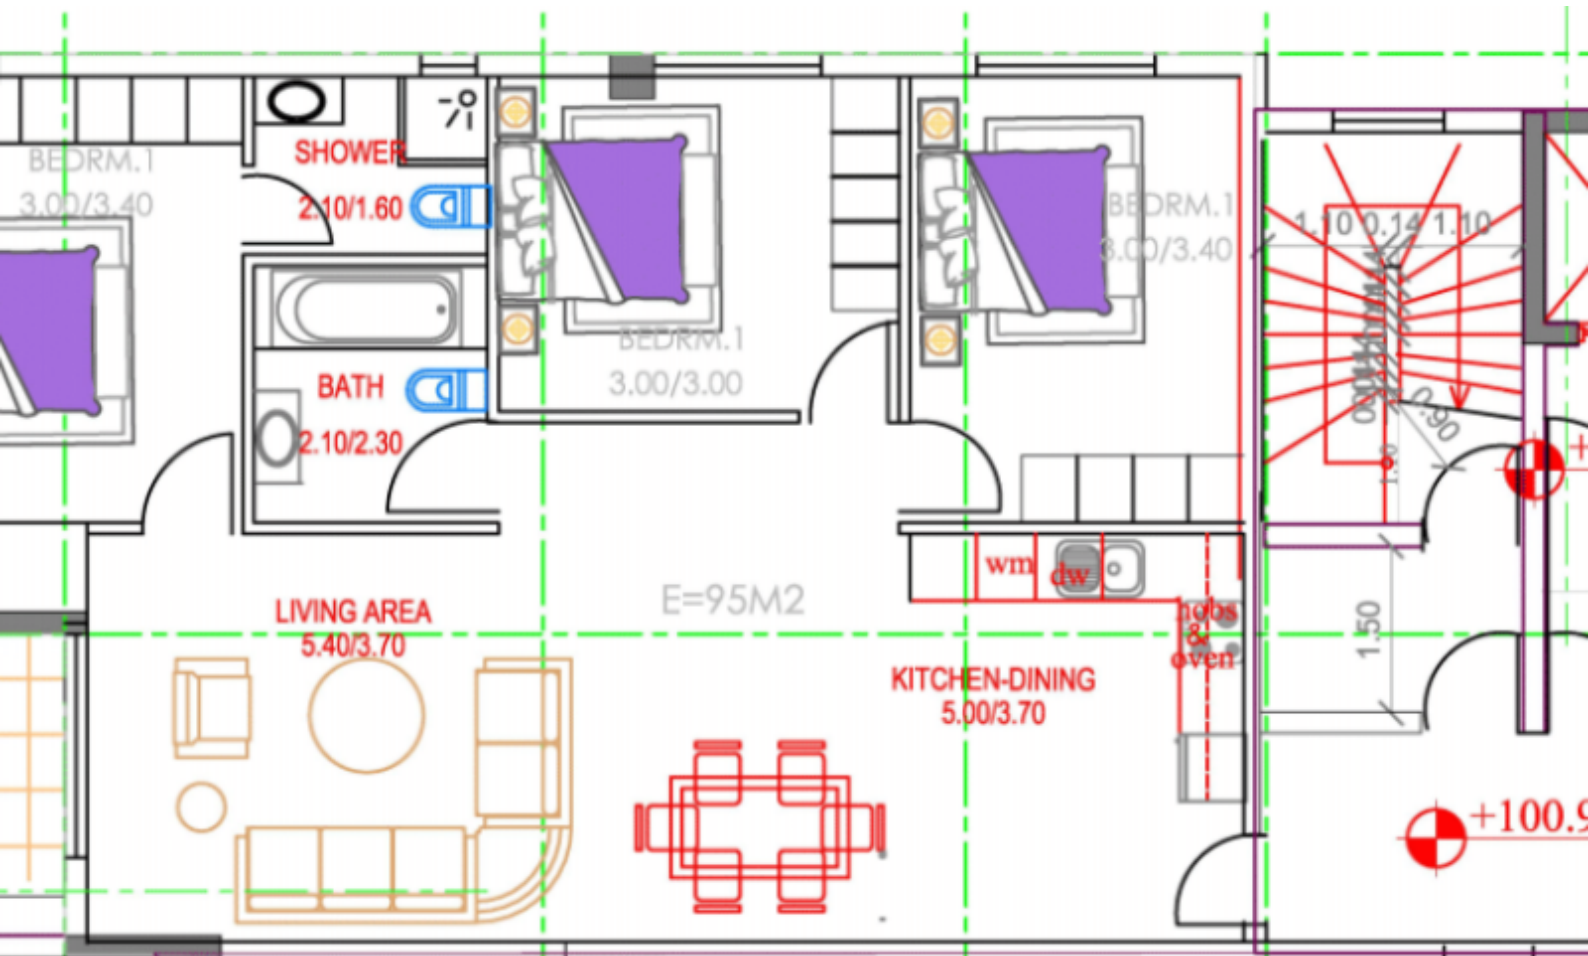 BEDRM.1
3.00/3.40
SHOWER
2.10/1.60
BATH
2.10/2.30
BEDRM.1
3.00/3.00
BEDRM.1
3.00/3.40
1.10 0.14 1.10
0.90
1.50
LIVING AREA
5.40/3.70
E=95M2
wm
dw
hobs
&
oven
KITCHEN-DINING
5.00/3.70
+100.9